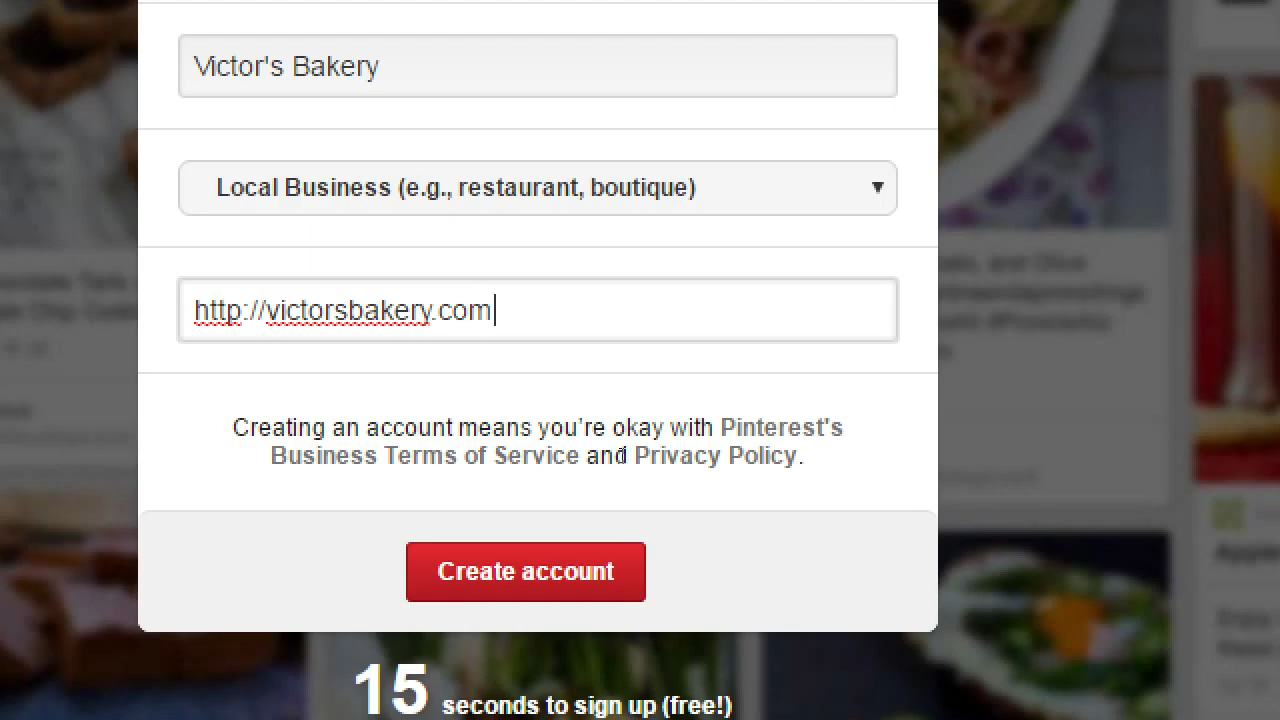 Victor's Bakery
Local Business (e.g., restaurant, boutique)
http://victorsbakery.com
Creating an account means you're okay with Pinterest's
Business Terms of Service and Privacy Policy.
Create account
15 seconds to sign up (free!)